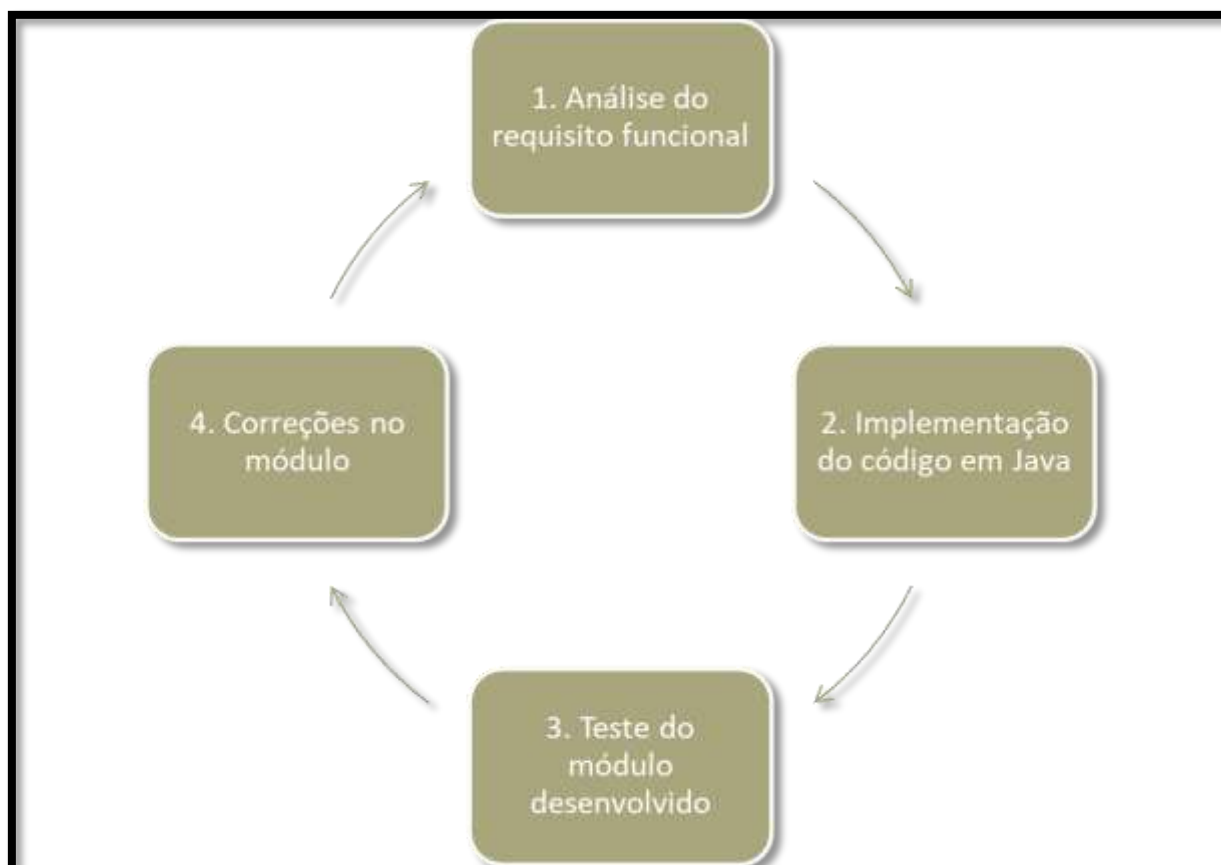 1. Análise do
requisito funcional
2. Implementação
do código em Java
3. Teste do
módulo
desenvolvido
4. Correções no
módulo